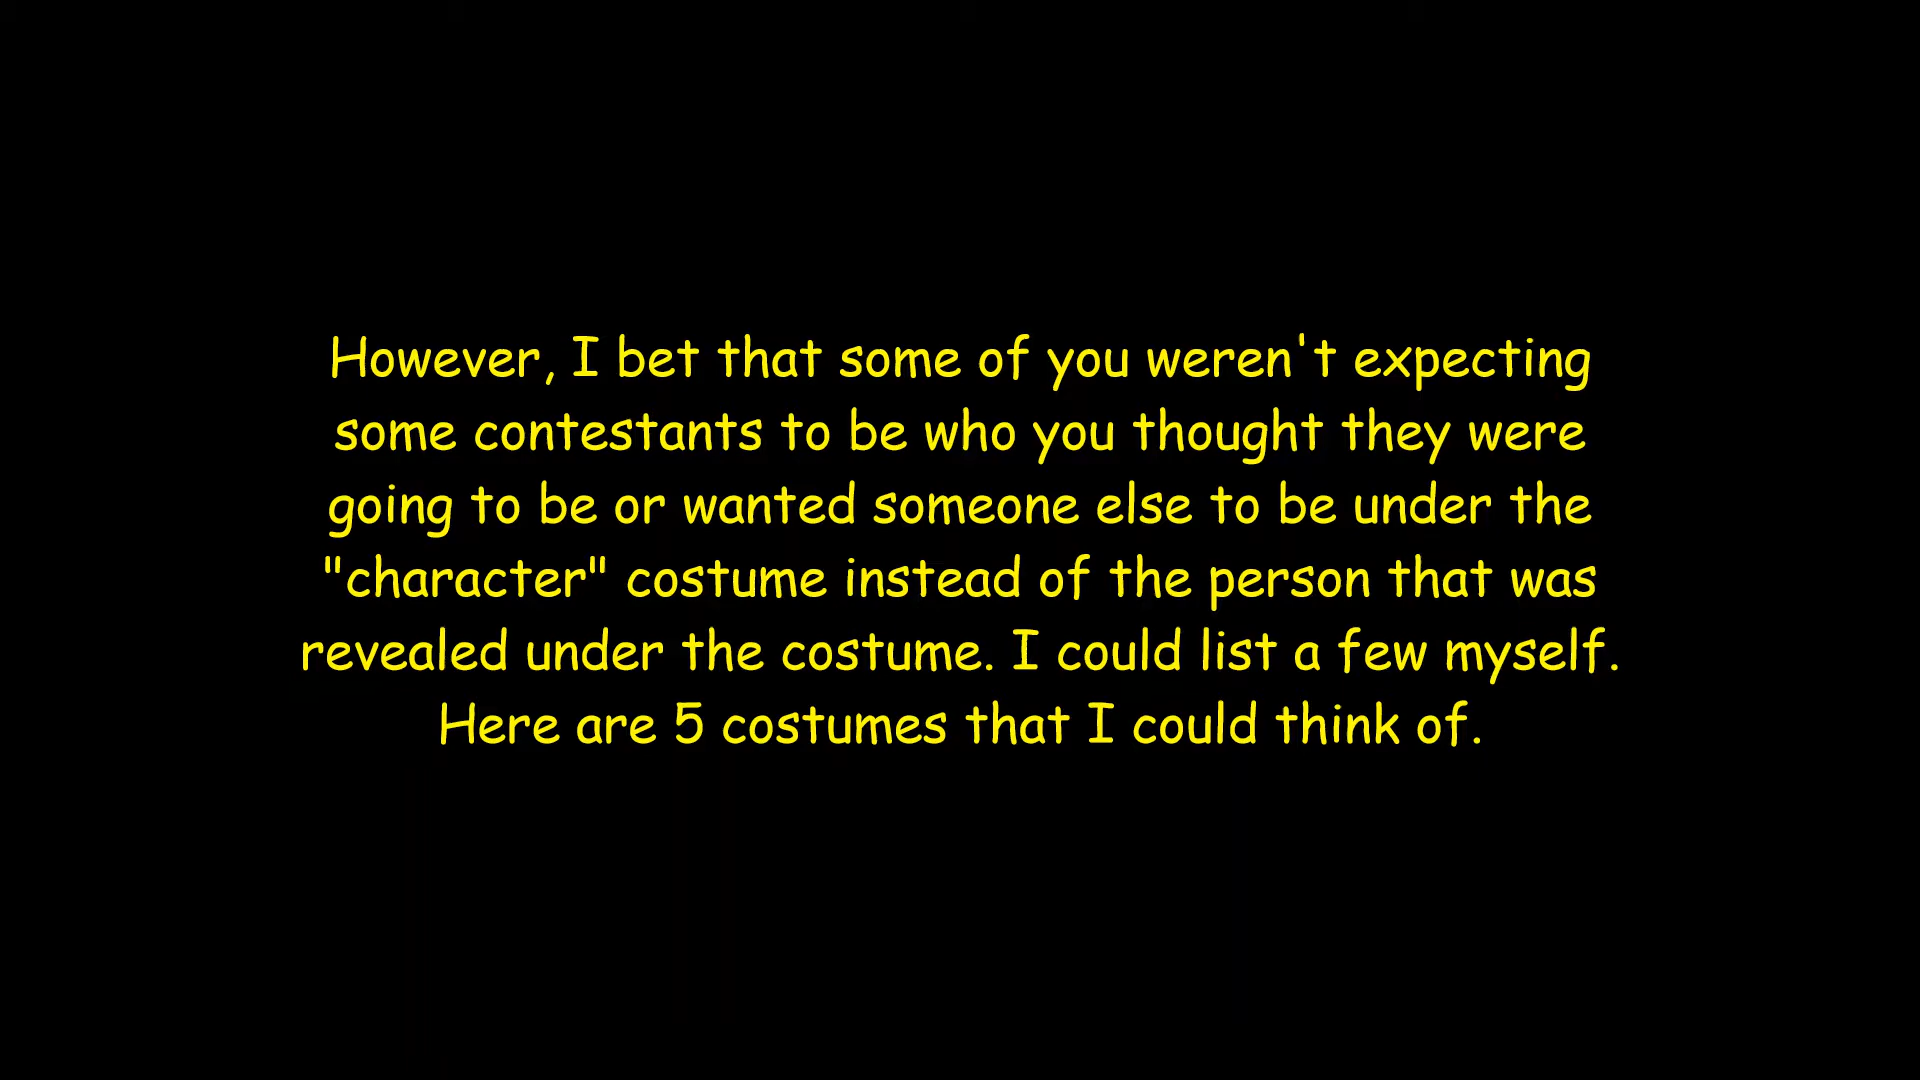 However, I bet that some of you weren't expecting
some contestants to be who you thought they were
going to be or wanted someone else to be under the
"character" costume instead of the person that was
revealed under the costume. I could list a few myself.
Here are 5 costumes that I could think of.